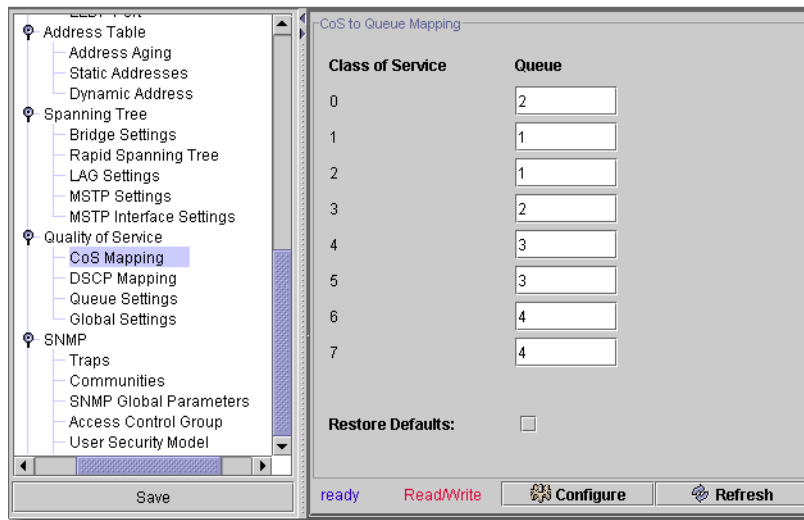 Address Table
Address Aging
Static Addresses
Dynamic Address
Spanning Tree
Bridge Settings
Rapid Spanning Tree
LAG Settings
MSTP Settings
MSTP Interface Settings
Quality of Service
CoS Mapping
DSCP Mapping
Queue Settings
Global Settings
SNMP
Traps
Communities
SNMP Global Parameters
Access Control Group
User Security Model
Save
CoS to Queue Mapping
Class of Service Queue
0 2
1 1
2 1
3 2
4 3
5 3
6 4
7 4
Restore Defaults:
ready Read/Write Configure Refresh